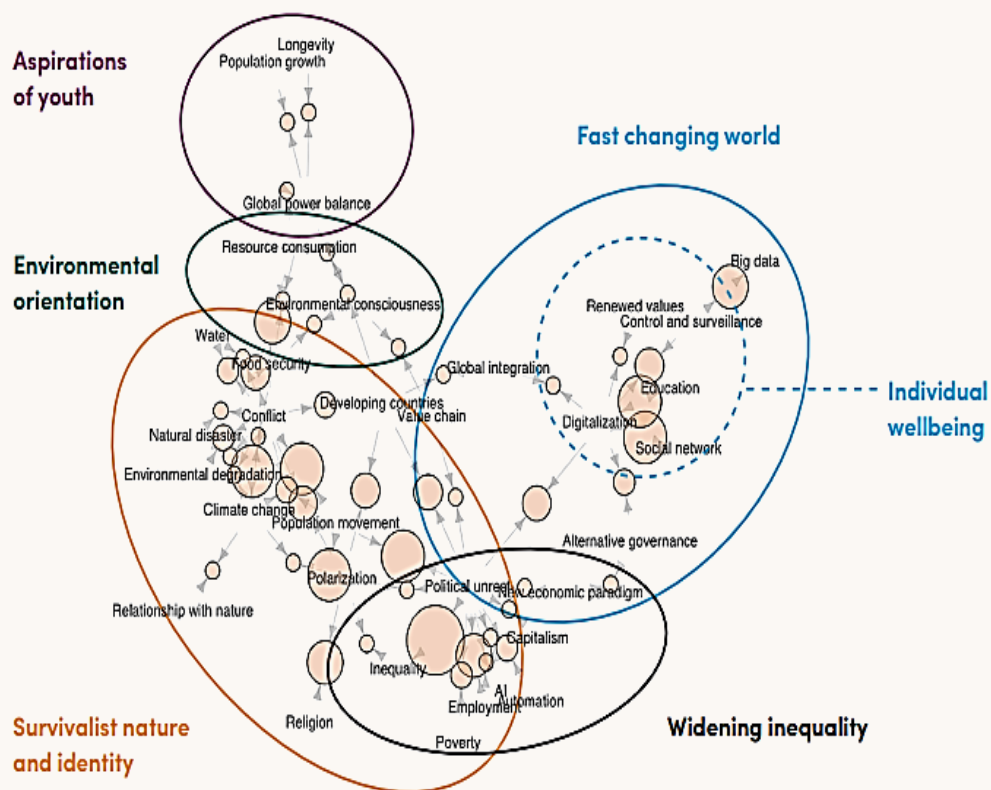 Aspirations
of youth
Longevity
Population growth
Global power balance
Fast changing world
Environmental
orientation
Resource consumption
Environmental consciousness
Big data
Renewed values
Control and surveillance
Water
Food security
Global integration
Education
Individual
wellbeing
Developing countries
Value chain
Conflict
Digitalization
Natural disaster
Social network
Environmental degradation
Climate change
Population movement
Alternative governance
Polarization
Political unrest
New economic paradigm
Relationship with nature
Capitalism
Inequality
AI
Automation
Employment
Religion
Poverty
Survivalist nature
and identity
Widening inequality